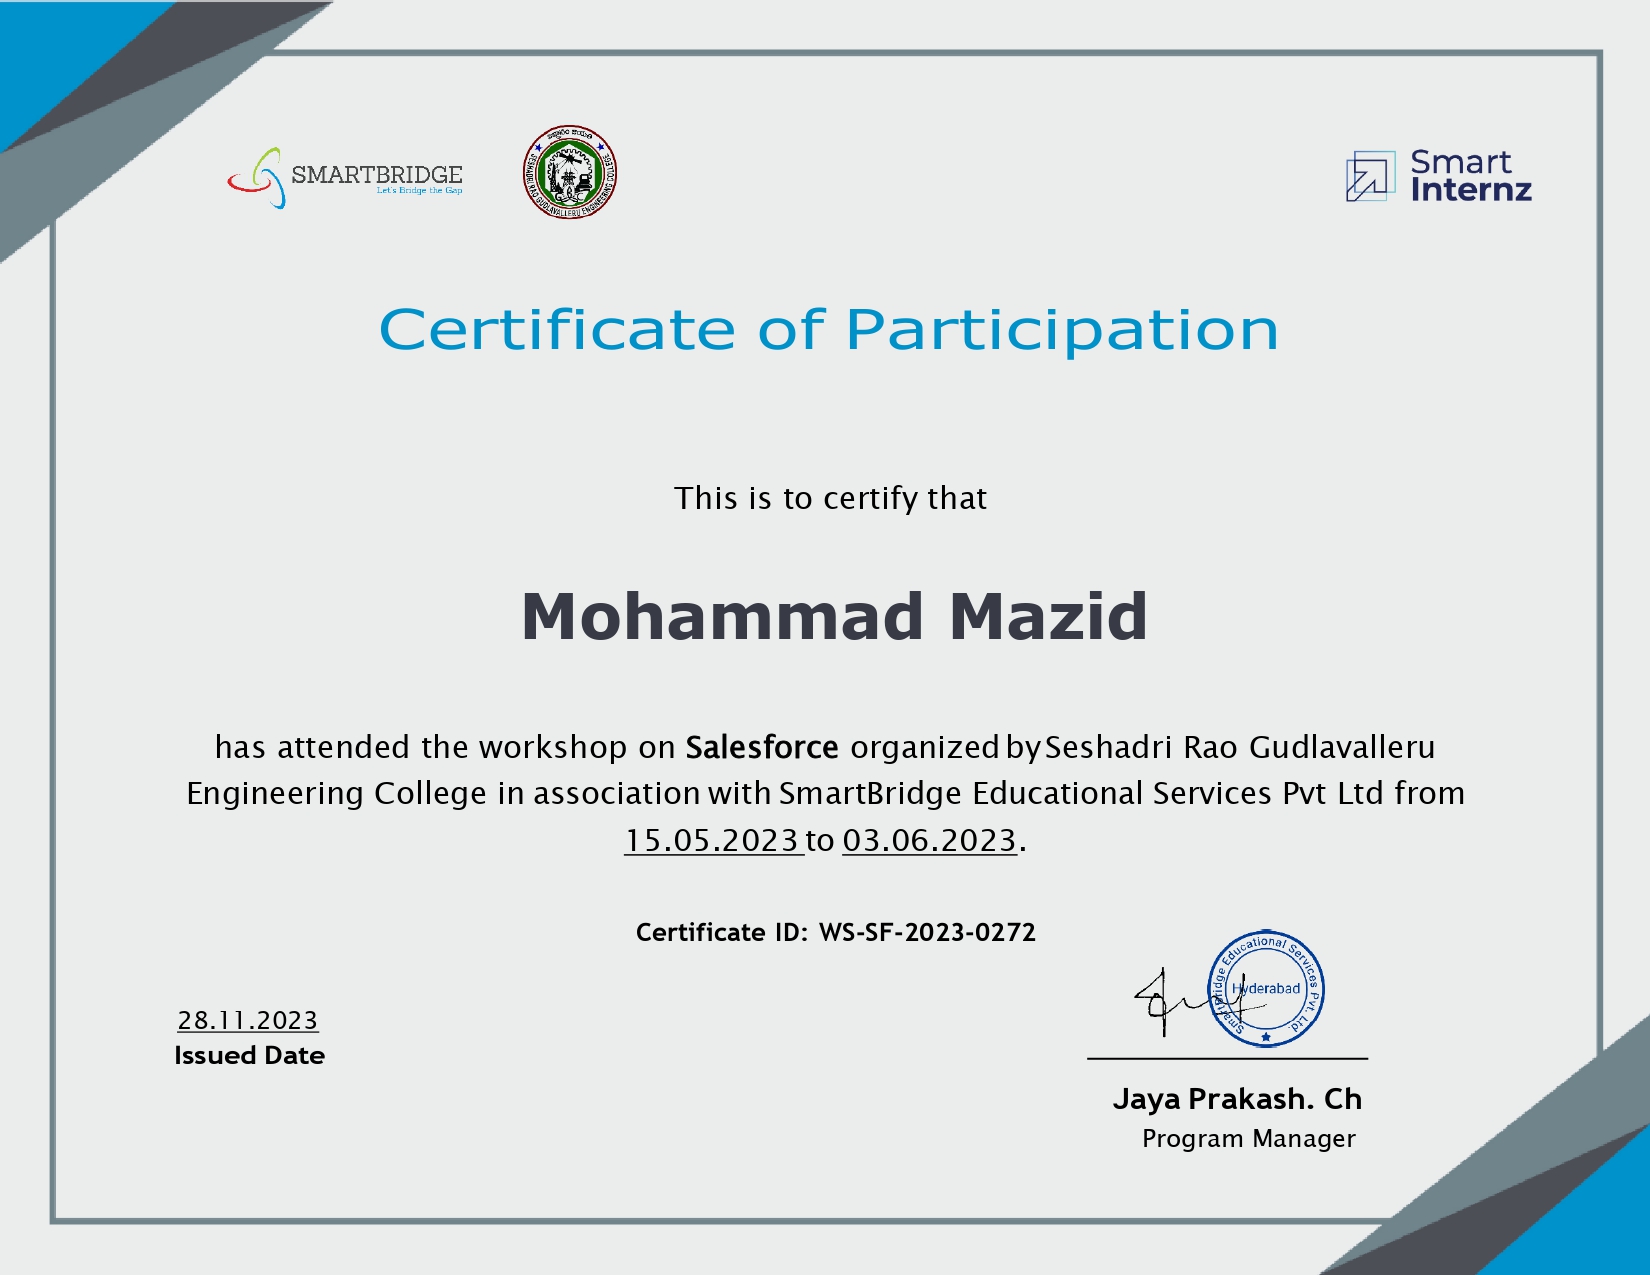 SMARTBRIDGE
Let's Bridge the Gap
SESHADRI RAO GUDLAVALLERU ENGINEERING COLLEGE
Smart
Internz
Certificate of Participation
This is to certify that
Mohammad Mazid
has attended the workshop on Salesforce organized by Seshadri Rao Gudlavalleru
Engineering College in association with SmartBridge Educational Services Pvt Ltd from
15.05.2023 to 03.06.2023.
Certificate ID: WS-SF-2023-0272
Smartbridge Educational Services Pvt. Ltd.
Hyderabad
28.11.2023
Issued Date
Jaya Prakash. Ch
Program Manager